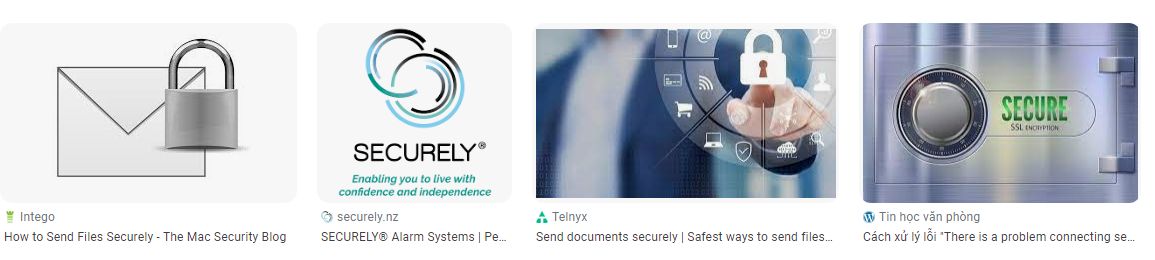 SECURELY®
Enabling you to live with
confidence and independence
SECURE
SSL ENCRYPTION
Intego
securely.nz
Telnyx
Tin học văn phòng
How to Send Files Securely - The Mac Security Blog
SECURELY® Alarm Systems | Pe...
Send documents securely | Safest ways to send files...
Cách xử lý lỗi "There is a problem connecting se...